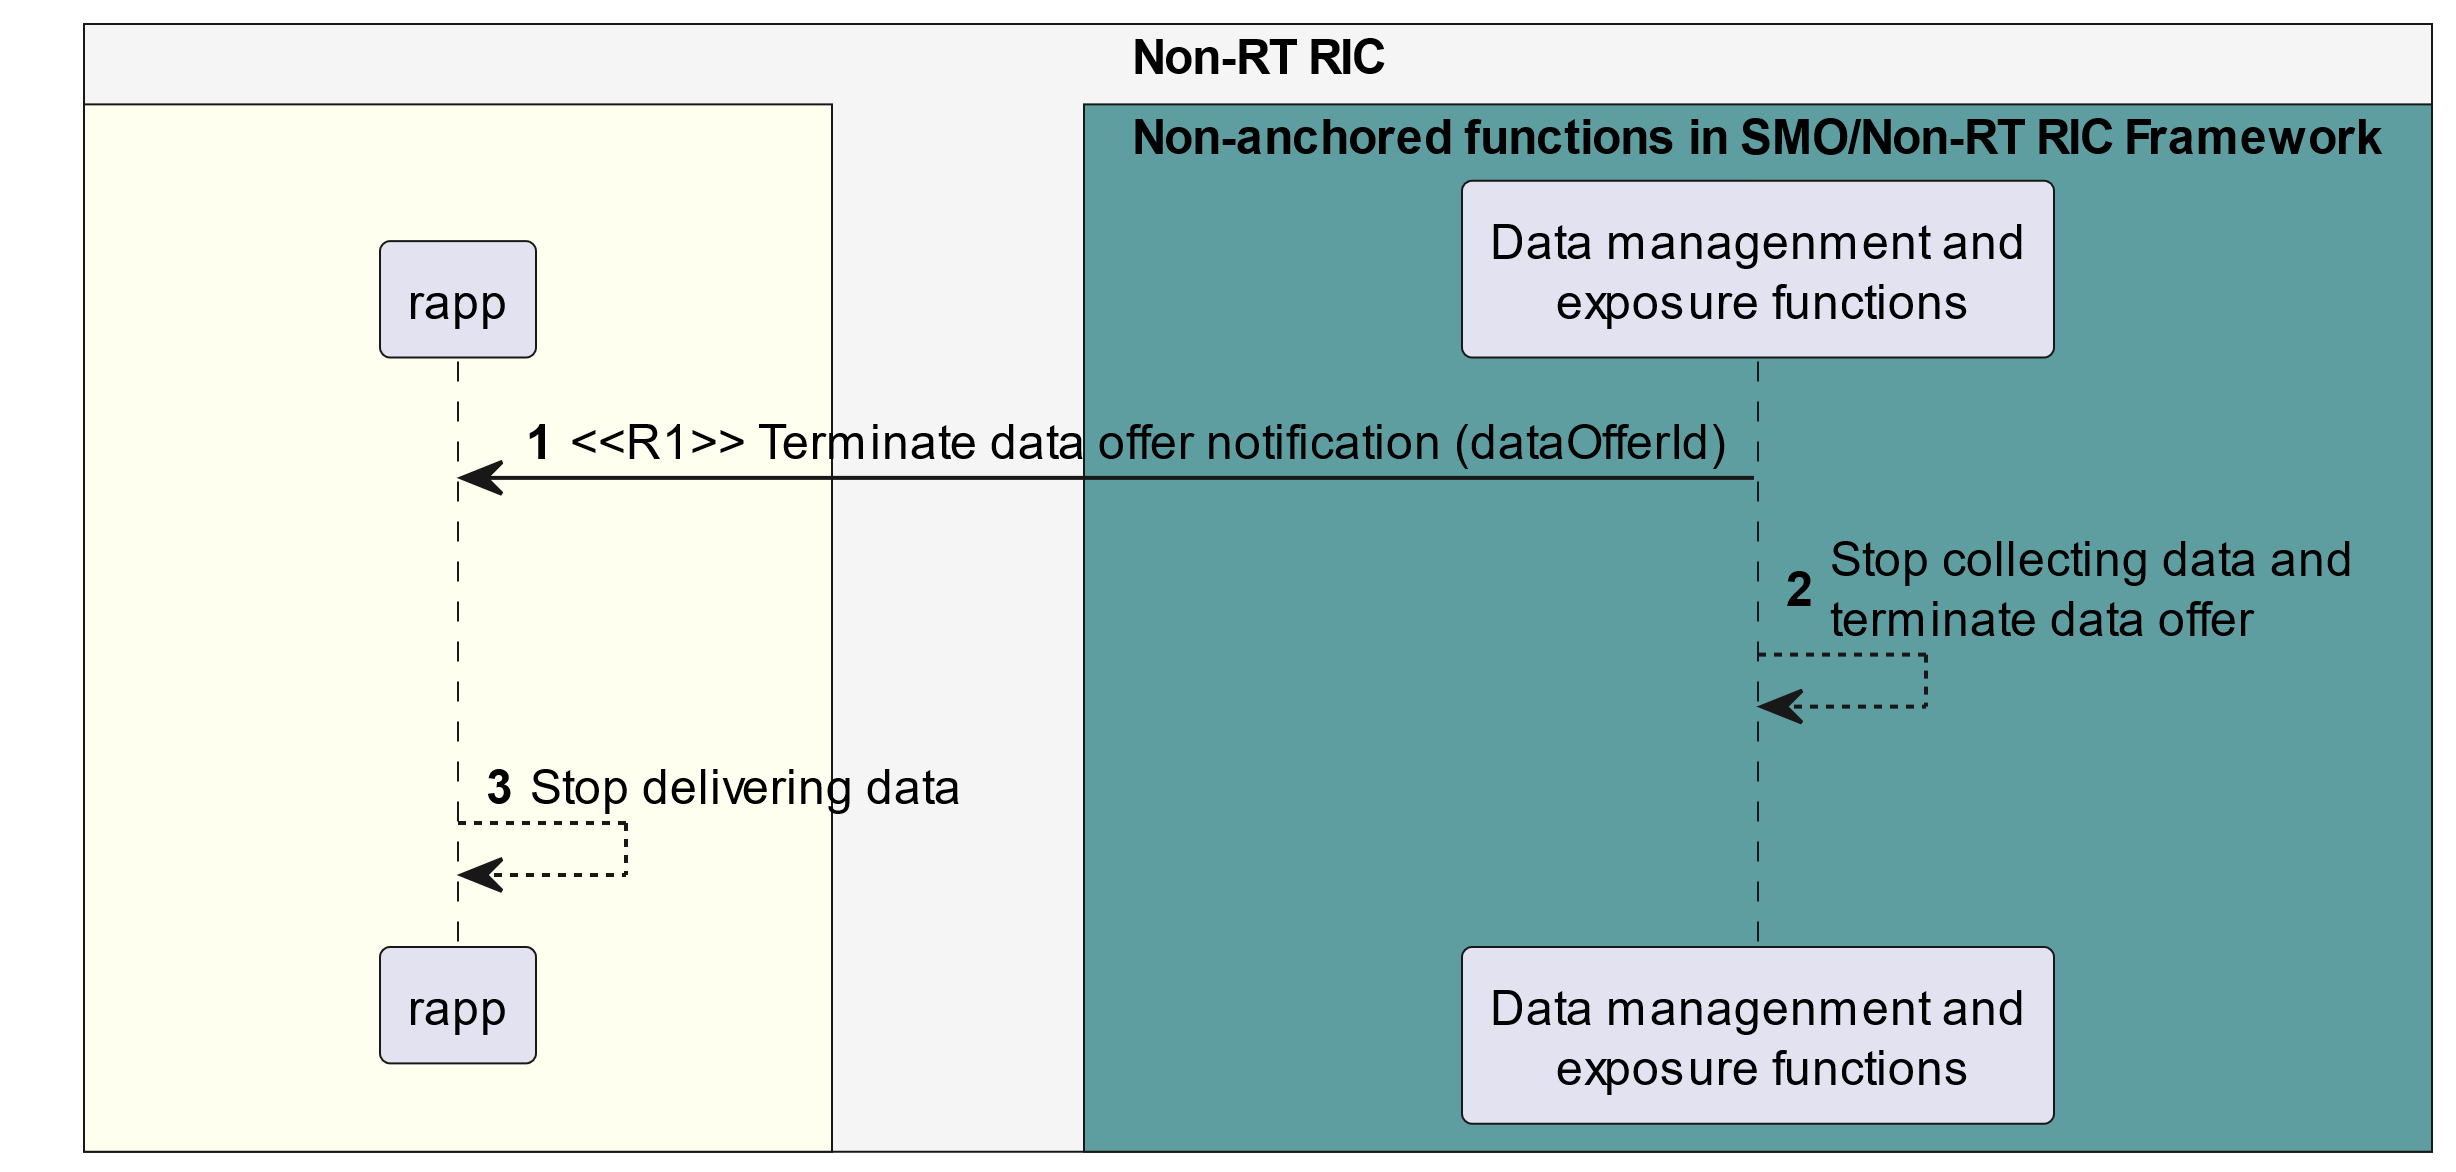 Non-RT RIC
Non-anchored functions in SMO/Non-RT RIC Framework
rapp
Data managenment and
exposure functions
1 <<R1>> Terminate data offer notification (dataOfferId)
2 Stop collecting data and
terminate data offer
3 Stop delivering data
rapp
Data managenment and
exposure functions